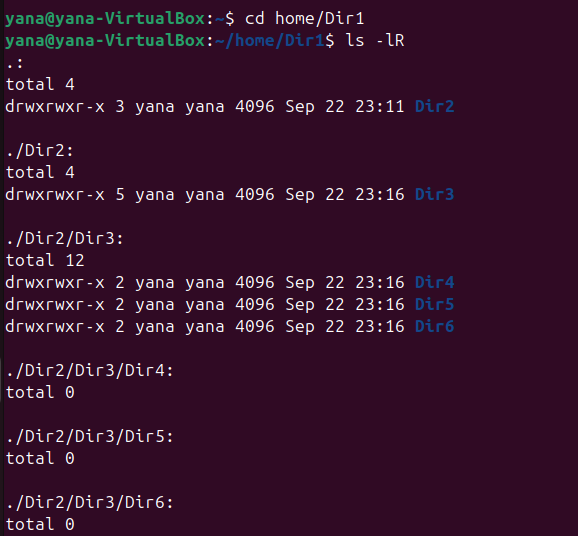 yana@yana-VirtualBox:~$ cd home/Dir1
yana@yana-VirtualBox:~/home/Dir1$ ls -lR
.:
total 4
drwxrwxr-x 3 yana yana 4096 Sep 22 23:11 Dir2

./Dir2:
total 4
drwxrwxr-x 5 yana yana 4096 Sep 22 23:16 Dir3

./Dir2/Dir3:
total 12
drwxrwxr-x 2 yana yana 4096 Sep 22 23:16 Dir4
drwxrwxr-x 2 yana yana 4096 Sep 22 23:16 Dir5
drwxrwxr-x 2 yana yana 4096 Sep 22 23:16 Dir6

./Dir2/Dir3/Dir4:
total 0

./Dir2/Dir3/Dir5:
total 0

./Dir2/Dir3/Dir6:
total 0